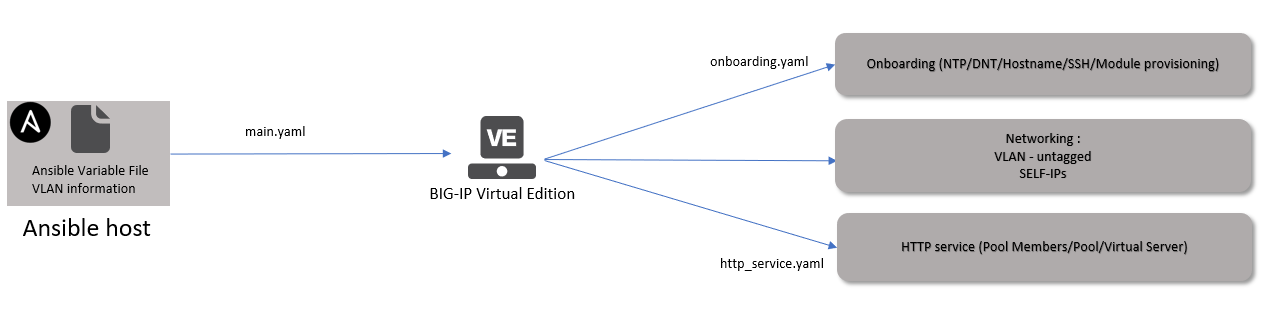 Ansible Variable File
VLAN information
Ansible host
main.yaml
VE
BIG-IP Virtual Edition
onboarding.yaml
http_service.yaml
Onboarding (NTP/DNT/Hostname/SSH/Module provisioning)
Networking :
VLAN - untagged
SELF-IPs
HTTP service (Pool Members/Pool/Virtual Server)